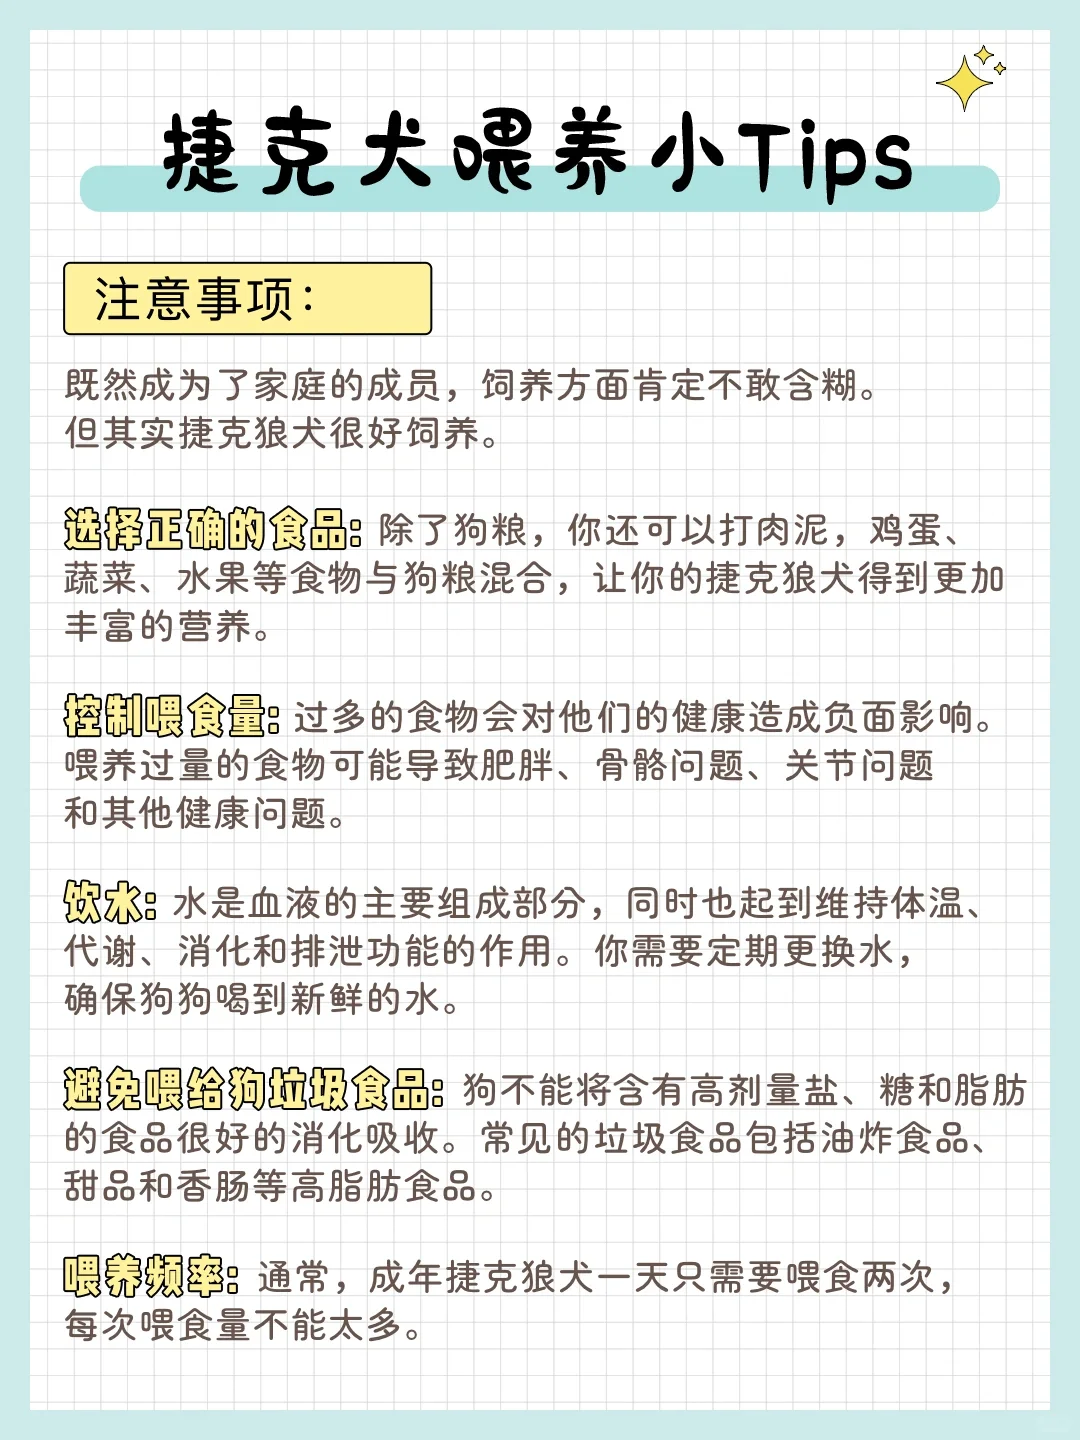 捷克犬喂养小Tips
注意事项：
既然成为了家庭的成员，饲养方面肯定不敢含糊。
但其实捷克狼犬很好饲养。
选择正确的食品：除了狗粮，你还可以打肉泥，鸡蛋、
蔬菜、水果等食物与狗粮混合，让你的捷克狼犬得到更加
丰富的营养。
控制喂食量：过多的食物会对他们的健康造成负面影响。
喂养过量的食物可能导致肥胖、骨骼问题、关节问题
和其他健康问题。
饮水：水是血液的主要组成部分，同时也起到维持体温、
代谢、消化和排泄功能的作用。你需要定期更换水，
确保狗狗喝到新鲜的水。
避免喂给狗垃圾食品：狗不能将含有高剂量盐、糖和脂肪
的食品很好的消化吸收。常见的垃圾食品包括油炸食品、
甜品和香肠等高脂肪食品。
喂养频率：通常，成年捷克狼犬一天只需要喂食两次，
每次喂食量不能太多。